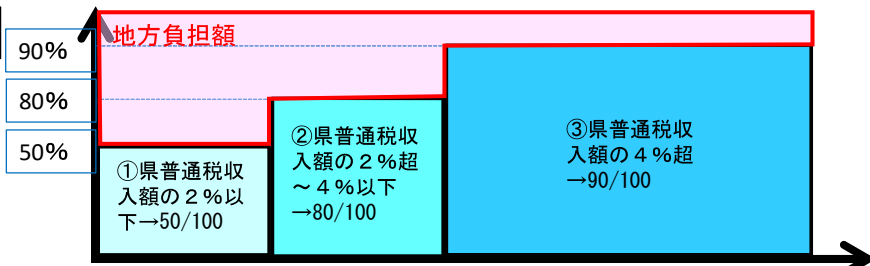 地方負担額
90%
80%
50%
①県普通税収
入額の２％以
下→50/100
②県普通税収
入額の２％超
～４％以下
→80/100
③県普通税収
入額の４％超
→90/100